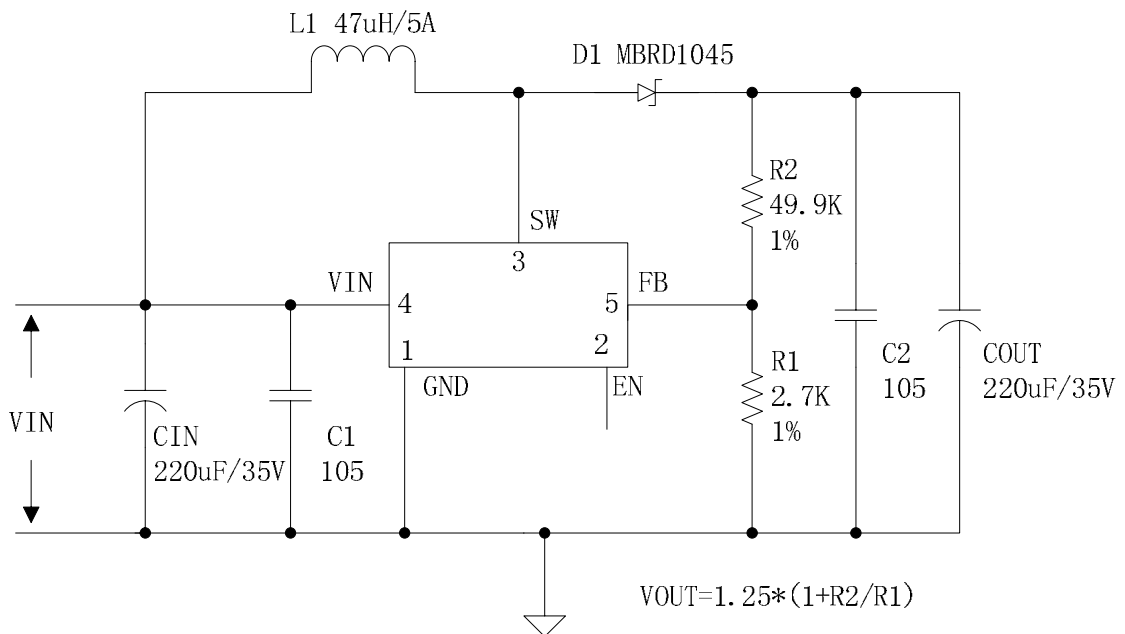 L1 47uH/5A
D1 MBRD1045
R2
49.9K
1%
SW
3
VIN
4
5
FB
1
2
GND
EN
R1
2.7K
1%
C2
105
COUT
220uF/35V
VIN
CIN
220uF/35V
C1
105
VOUT=1.25*(1+R2/R1)